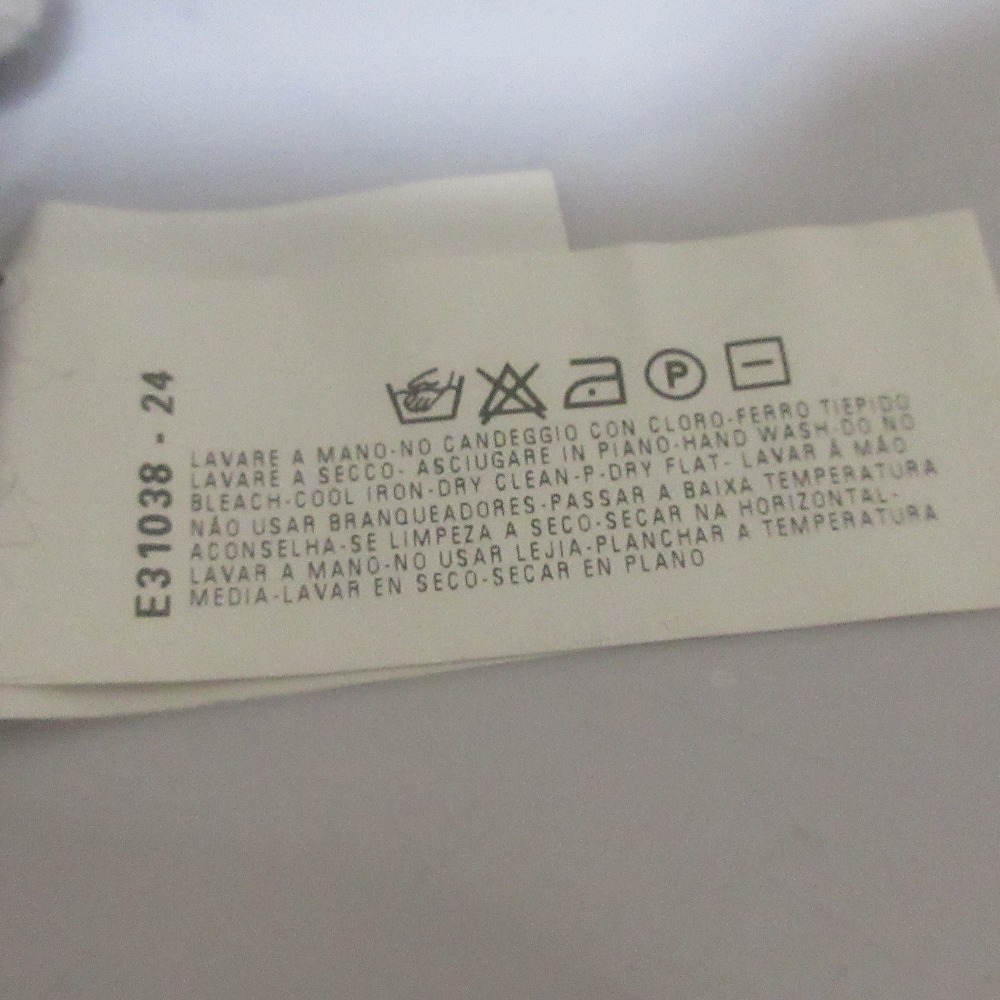 E31038 - 24
P
LAVARE A MANO-NO CANDEGGIO CON CLORO-FERRO TIEPIDO
LAVARE A SECCO- ASCIUGARE IN PIANO-HAND WASH-DO NO
BLEACH-COOL IRON-DRY CLEAN-P-DRY FLAT- LAVAR À MÃO
NÃO USAR BRANQUEADORES-PASSAR A BAIXA TEMPERATURA
ACONSELHA-SE LIMPEZA A SECO-SECAR NA HORIZONTAL-
LAVAR A MANO-NO USAR LEJIA-PLANCHAR A TEMPERATURA
MEDIA-LAVAR EN SECO-SECAR EN PLANO